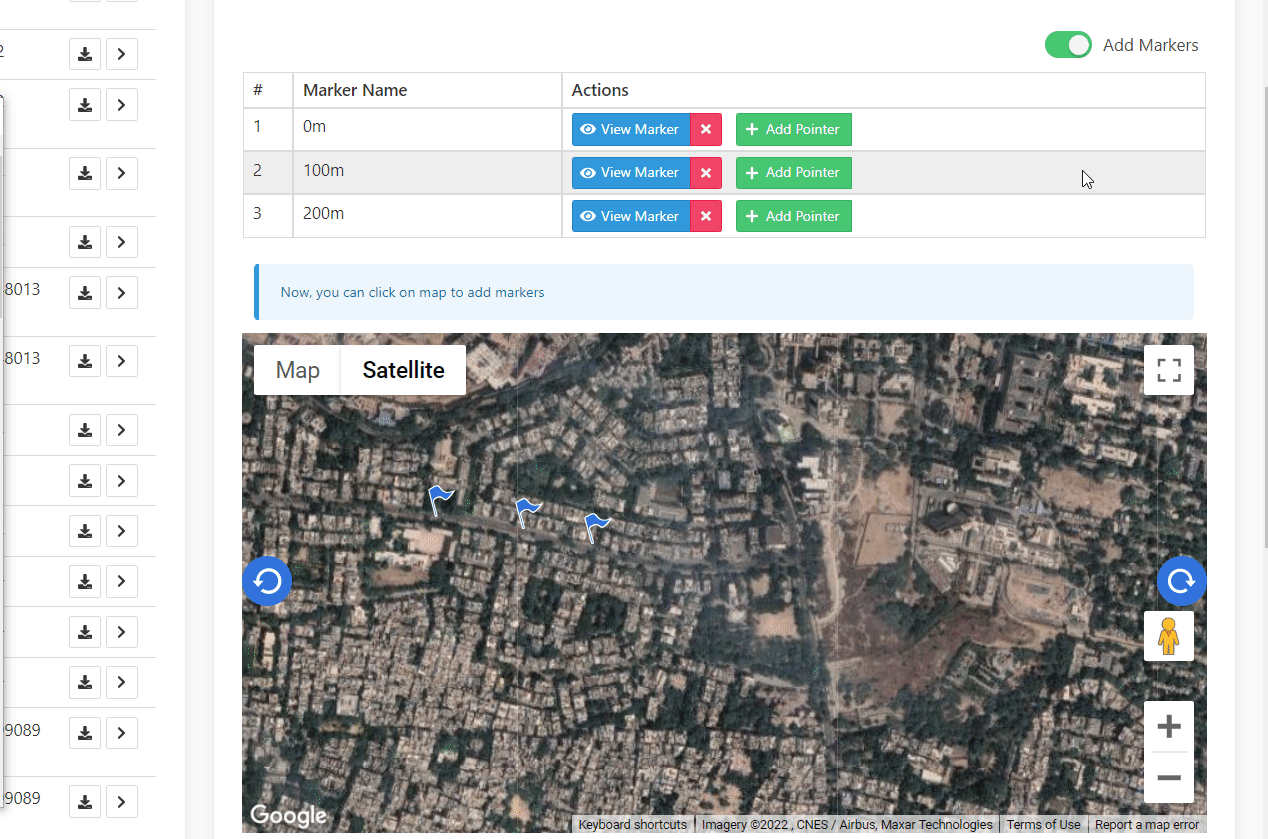 2
8013
8013
9089
9089
Add Markers
# Marker Name Actions
1 0m View Marker Add Pointer
2 100m View Marker Add Pointer
3 200m View Marker Add Pointer
Now, you can click on map to add markers
Map Satellite
Google
Keyboard shortcuts Imagery ©2022 , CNES / Airbus, Maxar Technologies Terms of Use Report a map error